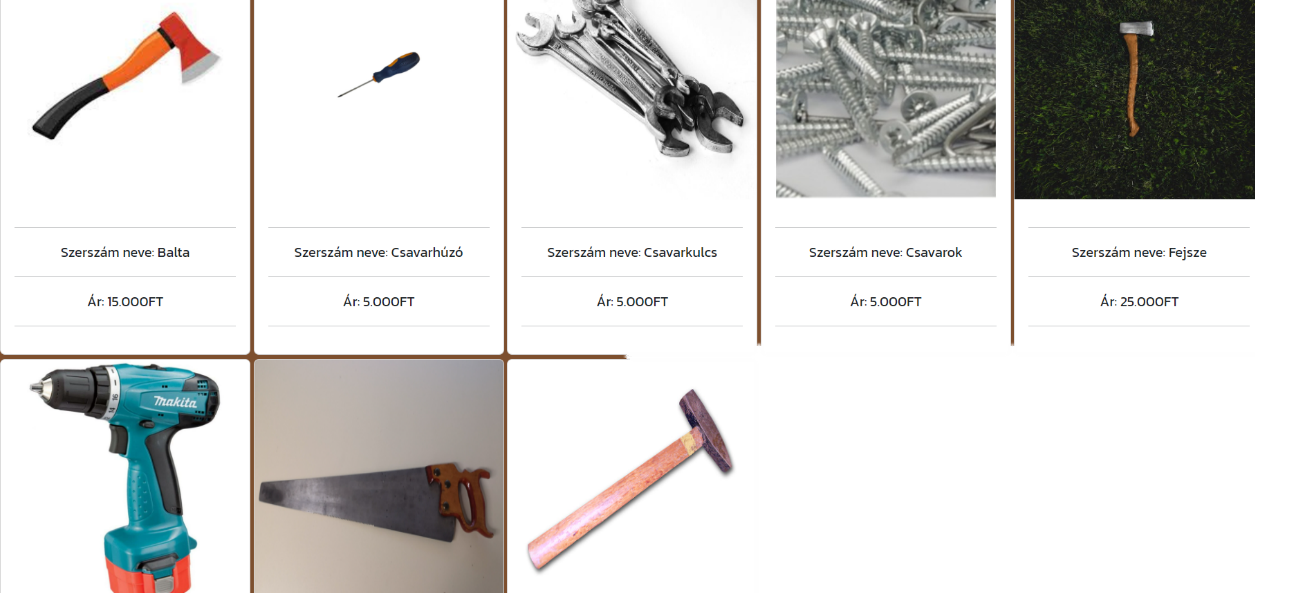 Szerszám neve: Balta
Ár: 15.000FT
Szerszám neve: Csavarhúzó
Ár: 5.000FT
Szerszám neve: Csavarkulcs
Ár: 5.000FT
Szerszám neve: Csavarok
Ár: 5.000FT
Szerszám neve: Fejsze
Ár: 25.000FT
makita
16